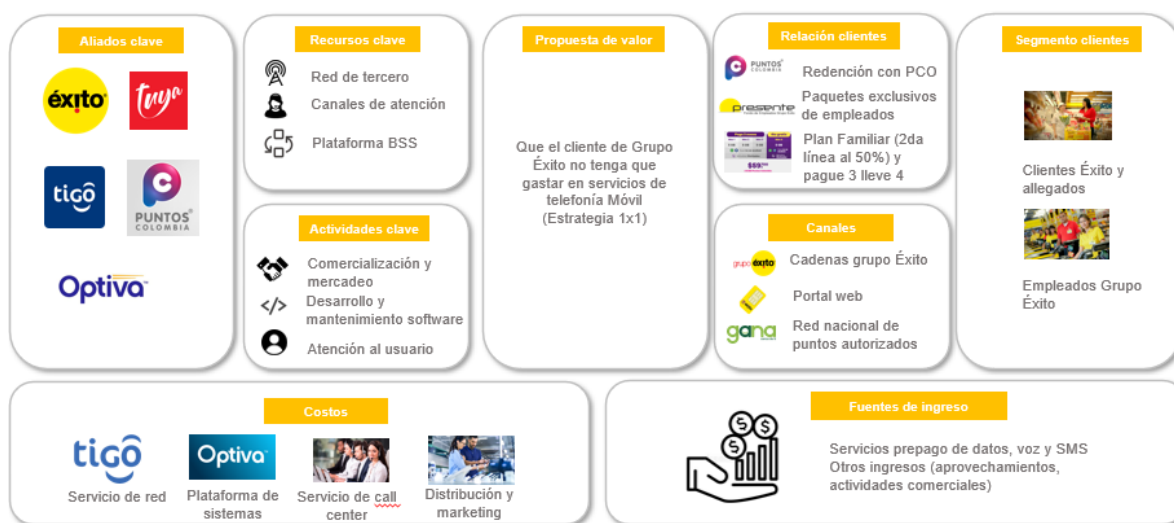 Aliados clave
éxito
tuya
tigo
PUNTOS
COLOMBIA
Optiva
Recursos clave
Red de tercero
Canales de atención
Plataforma BSS
Actividades clave
Comercialización y
mercadeo
Desarrollo y
mantenimiento software
Atención al usuario
Propuesta de valor
Que el cliente de Grupo
Éxito no tenga que
gastar en servicios de
telefonía Móvil
(Estrategia 1x1)
Relación clientes
PUNTOS
COLOMBIA
Redención con PCO
presente
Paquetes exclusivos
de empleados
Plan Familiar (2da
línea al 50%) y
pague 3 lleve 4
Canales
grupo éxito
Cadenas grupo Éxito
Portal web
gana
Red nacional de
puntos autorizados
Segmento clientes
Clientes Éxito y
allegados
Empleados Grupo
Éxito
Costos
tigo
Servicio de red
Optiva
Plataforma de
sistemas
Servicio de call
center
Distribución y
marketing
Fuentes de ingreso
Servicios prepago de datos, voz y SMS
Otros ingresos (aprovechamientos,
actividades comerciales)